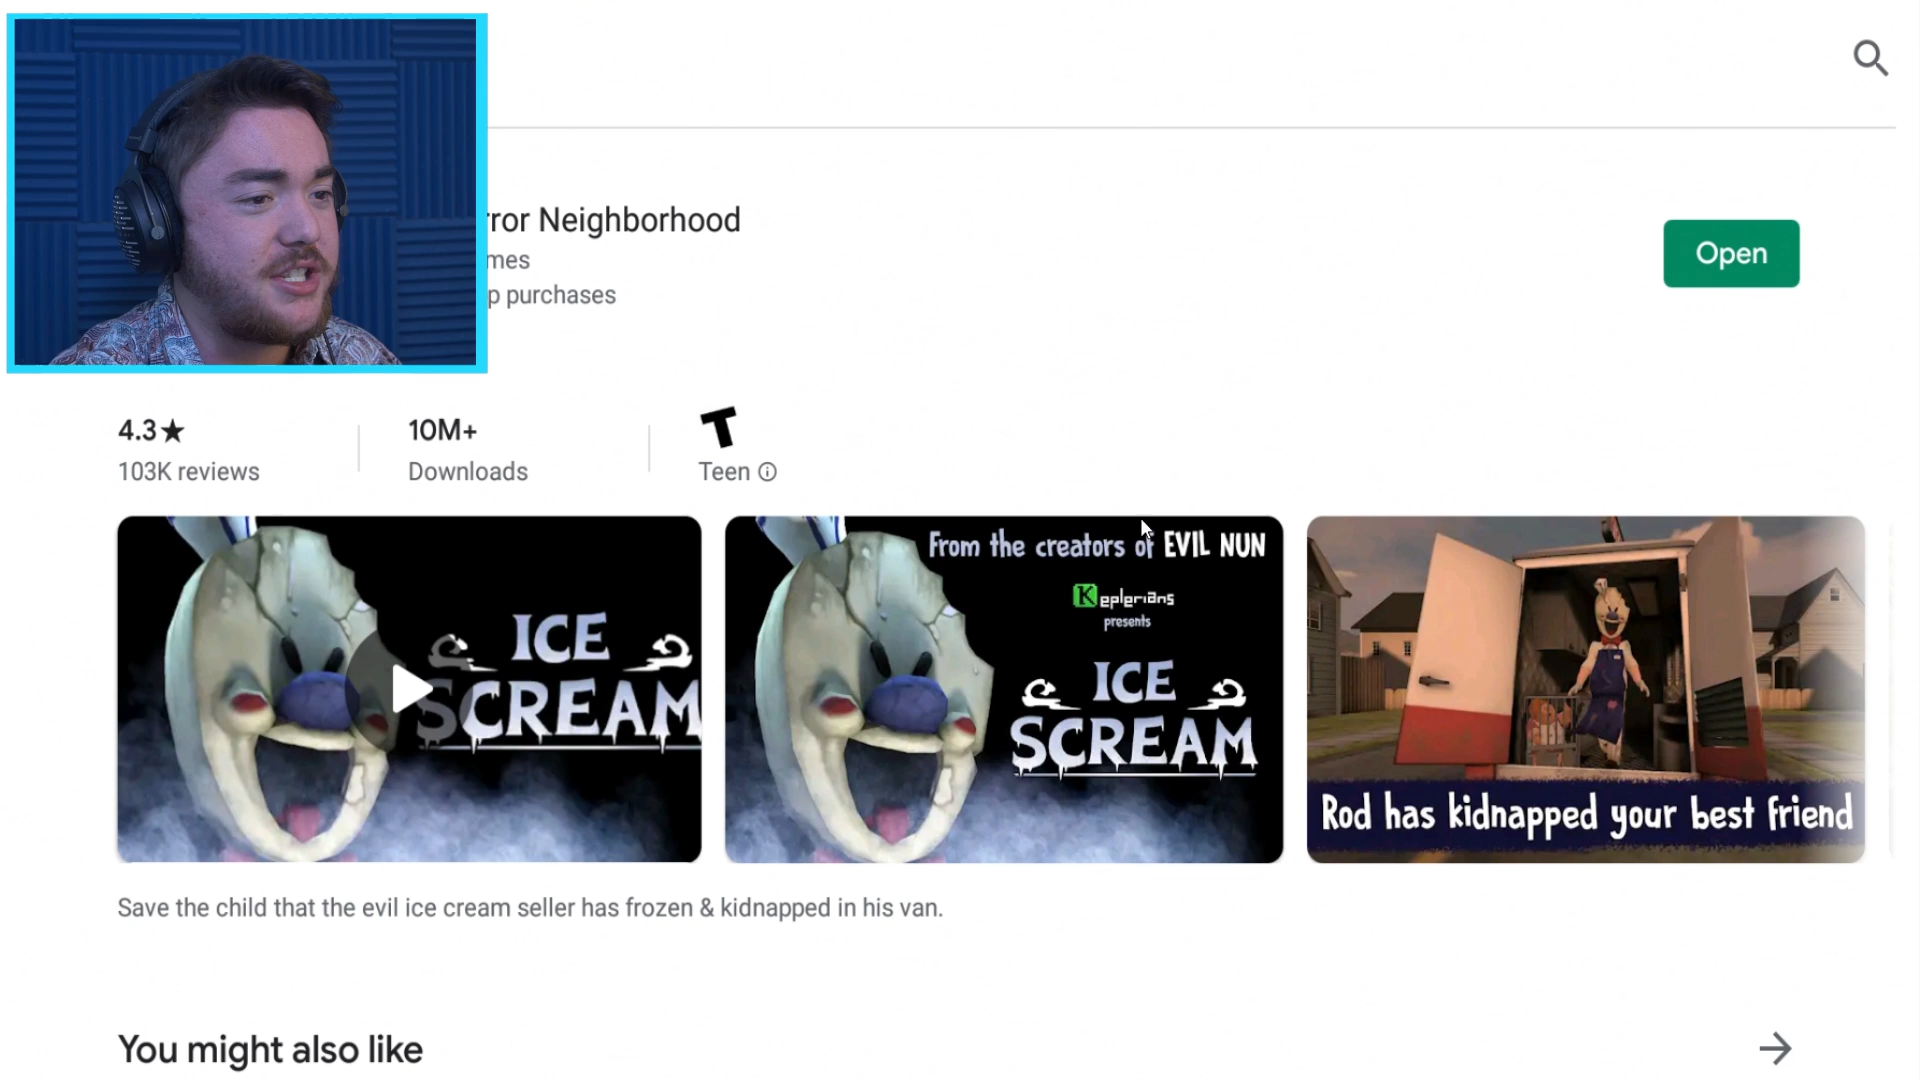 rror Neighborhood
mes
p purchases
Open
4.3★
103K reviews
10M+
Downloads
T
Teen
ICE
SCREAM
From the creators of EVIL NUN
Keplerians
presents
ICE
SCREAM
Rod has kidnapped your best friend
Save the child that the evil ice cream seller has frozen & kidnapped in his van.
You might also like